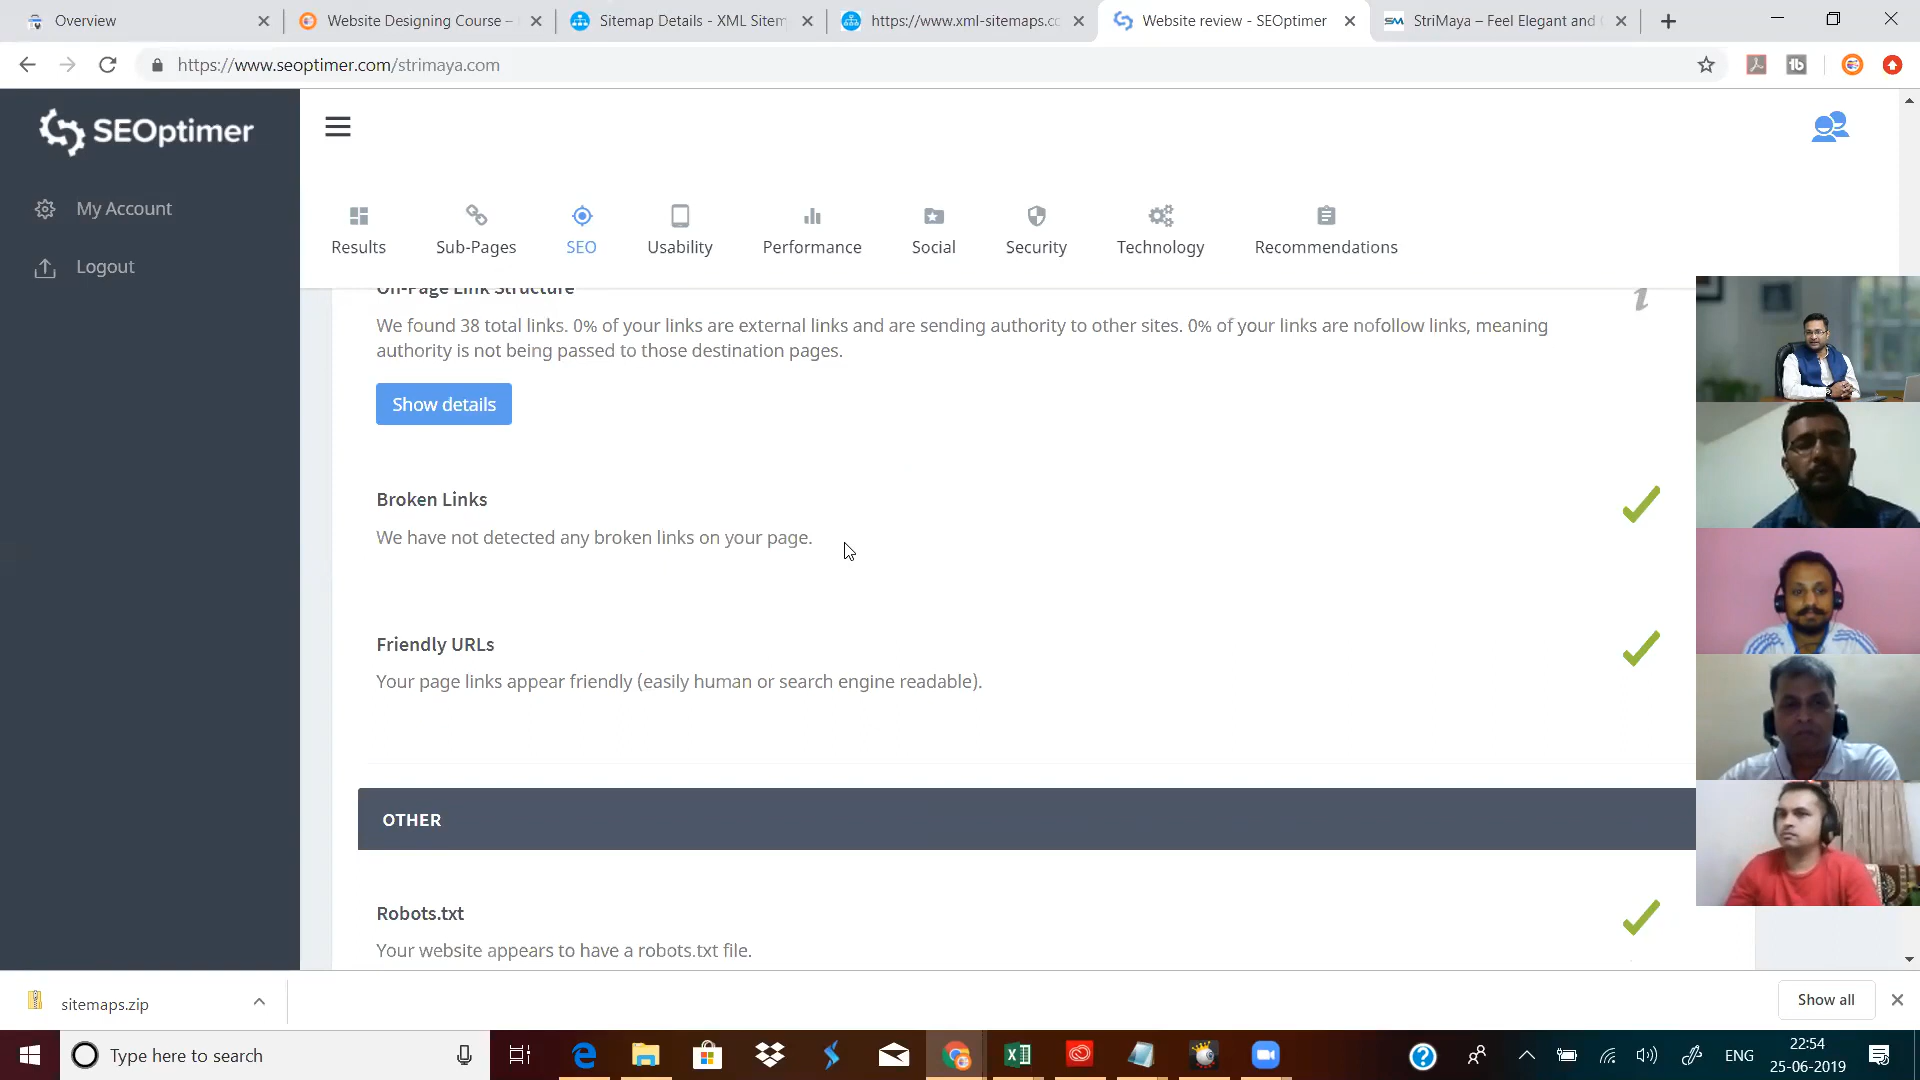 Overview
Website Designing Course –
Sitemap Details - XML Sitem
https://www.xml-sitemaps.cc
Website review - SEOptimer
StriMaya – Feel Elegant and
https://www.seoptimer.com/strimaya.com
SEOptimer
My Account
Logout
Results
Sub-Pages
SEO
Usability
Performance
Social
Security
Technology
Recommendations
On-Page Link Structure
We found 38 total links. 0% of your links are external links and are sending authority to other sites. 0% of your links are nofollow links, meaning
authority is not being passed to those destination pages.
Show details
Broken Links
We have not detected any broken links on your page.
Friendly URLs
Your page links appear friendly (easily human or search engine readable).
OTHER
Robots.txt
Your website appears to have a robots.txt file.
sitemaps.zip
Show all
Type here to search
ENG
22:54
25-06-2019